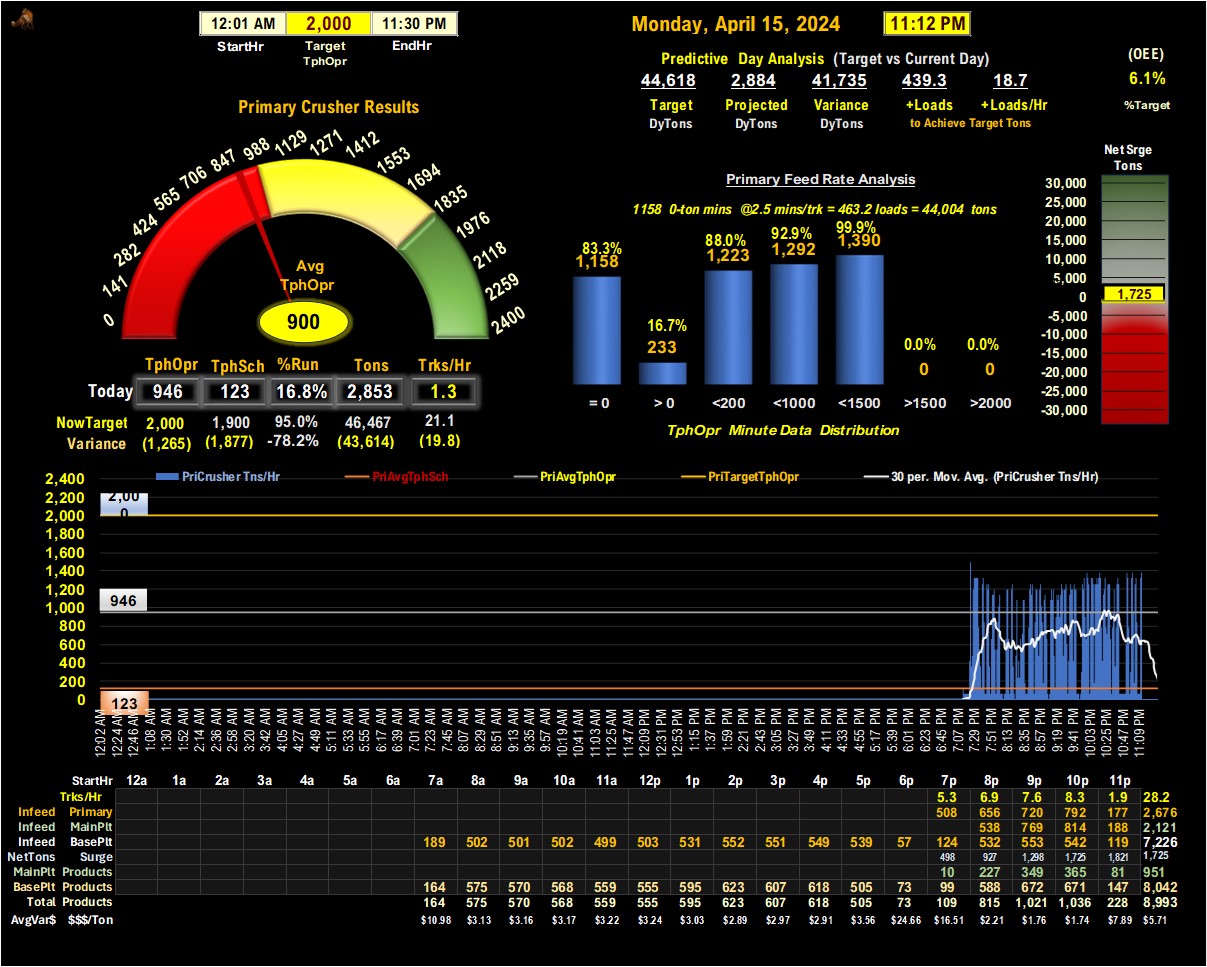 12:01 AM 2,000 11:30 PM
StartHr Target EndHr
TphOpr
Monday, April 15, 2024 11:12 PM
Predictive Day Analysis (Target vs Current Day)
44,618 2,884 41,735 439.3 18.7
Target Projected Variance +Loads +Loads/Hr
DyTons DyTons DyTons to Achieve Target Tons
(OEE)
6.1%
%Target
Primary Crusher Results
0 141 282 424 565 706 847 988 1129 1271 1412 1553 1694 1835 1976 2118 2259 2400
Avg
TphOpr
900
TphOpr TphSch %Run Tons Trks/Hr
Today 946 123 16.8% 2,853 1.3
NowTarget 2,000 1,900 95.0% 46,467 21.1
Variance (1,265) (1,877) -78.2% (43,614) (19.8)
Primary Feed Rate Analysis
1158 0-ton mins @2.5 mins/trk = 463.2 loads = 44,004 tons
83.3% 16.7% 88.0% 92.9% 99.9% 0.0% 0.0%
1,158 233 1,223 1,292 1,390 0 0
= 0 > 0 <200 <1000 <1500 >1500 >2000
TphOpr Minute Data Distribution
Net Srge
Tons
30,000
25,000
20,000
15,000
10,000
5,000
0 1,725
-5,000
-10,000
-15,000
-20,000
-25,000
-30,000
PriCrusher Tns/Hr PriAvgTphSch PriAvgTphOpr PriTargetTphOpr 30 per. Mov. Avg. (PriCrusher Tns/Hr)
2,400
2,200 2,00
0
2,000
1,800
1,600
1,400
1,200
1,000 946
800
600
400
200
0 123
12:02 AM 12:24 AM 12:46 AM 1:08 AM 1:30 AM 1:52 AM 2:14 AM 2:36 AM 2:58 AM 3:20 AM 3:42 AM 4:05 AM 4:27 AM 4:49 AM 5:11 AM 5:33 AM 5:55 AM 6:17 AM 6:39 AM 7:01 AM 7:23 AM 7:45 AM 8:07 AM 8:29 AM 8:51 AM 9:13 AM 9:35 AM 9:57 AM 10:19 AM 10:41 AM 11:03 AM 11:25 AM 11:47 AM 12:09 PM 12:31 PM 12:53 PM 1:15 PM 1:37 PM 1:59 PM 2:21 PM 2:43 PM 3:05 PM 3:27 PM 3:49 PM 4:11 PM 4:33 PM 4:55 PM 5:17 PM 5:39 PM 6:01 PM 6:23 PM 6:45 PM 7:07 PM 7:29 PM 7:51 PM 8:13 PM 8:35 PM 8:57 PM 9:19 PM 9:41 PM 10:03 PM 10:25 PM 10:47 PM 11:09 PM
StartHr 12a 1a 2a 3a 4a 5a 6a 7a 8a 9a 10a 11a 12p 1p 2p 3p 4p 5p 6p 7p 8p 9p 10p 11p
Trks/Hr 5.3 6.9 7.6 8.3 1.9 28.2
Infeed Primary 508 656 720 792 177 2,676
Infeed MainPlt 538 769 814 188 2,121
Infeed BasePlt 189 502 501 502 499 503 531 552 551 549 539 57 124 532 553 542 119 7,226
NetTons Surge 498 927 1,298 1,725 1,821 1,725
MainPlt Products 10 227 349 365 81 951
BasePlt Products 164 575 570 568 559 555 595 623 607 618 505 73 99 588 672 671 147 8,042
Total Products 164 575 570 568 559 555 595 623 607 618 505 73 109 815 1,021 1,036 228 8,993
AvgVar$ $$$/Ton $10.98 $3.13 $3.16 $3.17 $3.22 $3.24 $3.03 $2.89 $2.97 $2.91 $3.56 $24.66 $16.51 $2.21 $1.76 $1.74 $7.89 $5.71